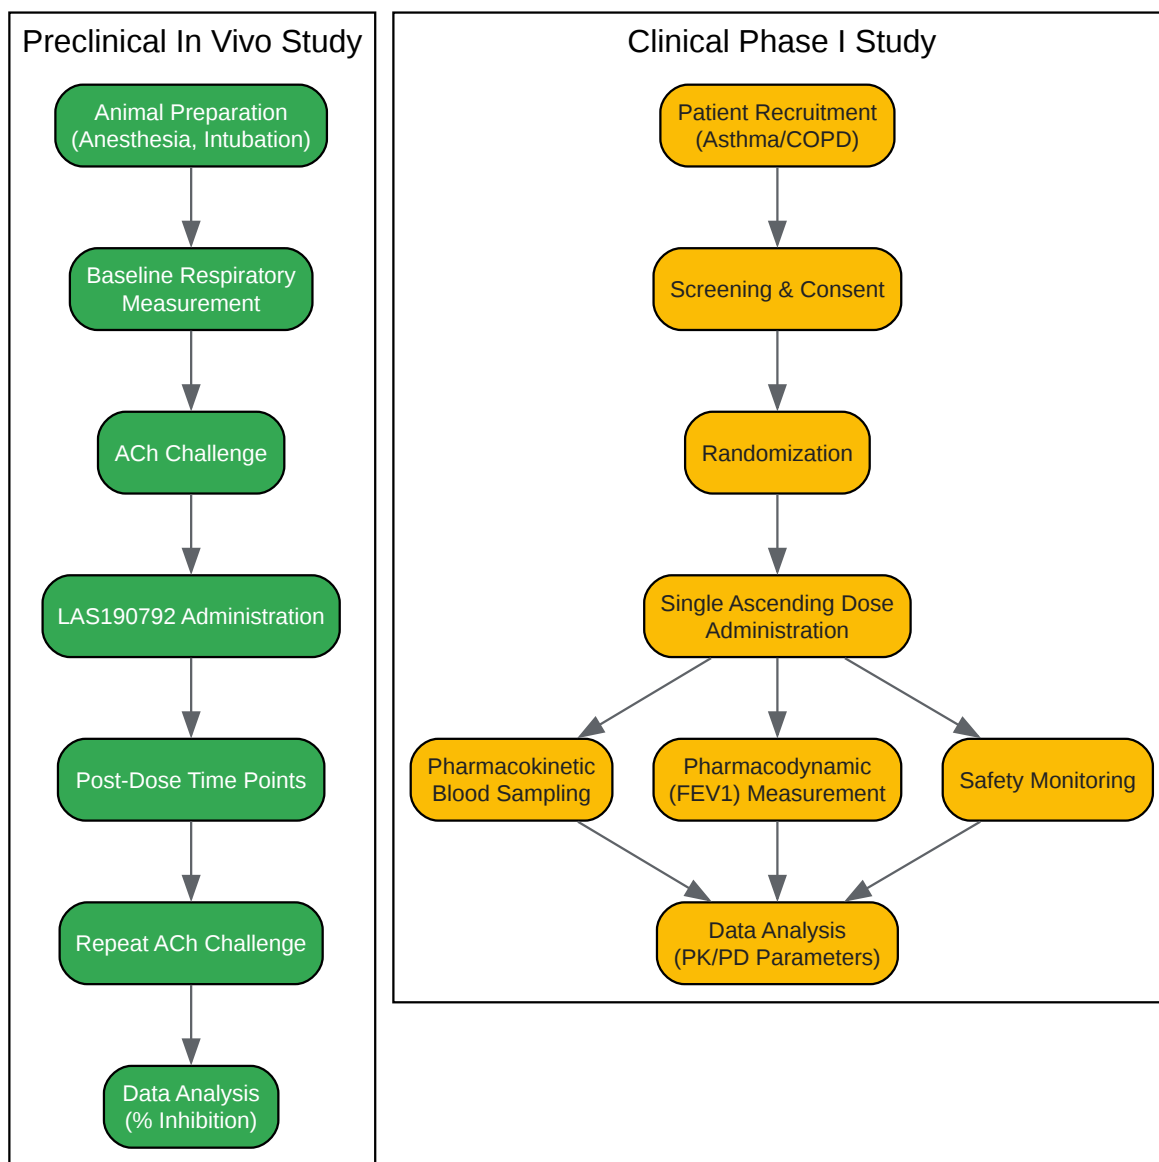 Preclinical In Vivo Study
Animal Preparation
(Anesthesia, Intubation)
Baseline Respiratory
Measurement
ACh Challenge
LAS190792 Administration
Post-Dose Time Points
Repeat ACh Challenge
Data Analysis
(% Inhibition)
Clinical Phase I Study
Patient Recruitment
(Asthma/COPD)
Screening & Consent
Randomization
Single Ascending Dose
Administration
Pharmacokinetic
Blood Sampling
Pharmacodynamic
(FEV1) Measurement
Safety Monitoring
Data Analysis
(PK/PD Parameters)